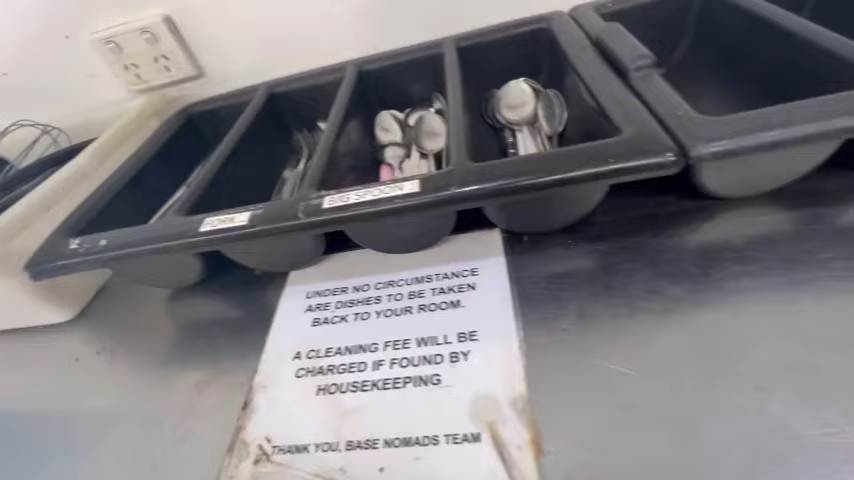 FORK
BIG SPOON
UNDER NO CIRCUMSTANCE
ARE DISHES TO BE TAKEN
BACK TO YOUR ROOM.
A CLEANING FEE WILL BE
CHARGED IF FOUND BY
HOUSEKEEPING
THANK YOU, BASE NOMADS TEAM